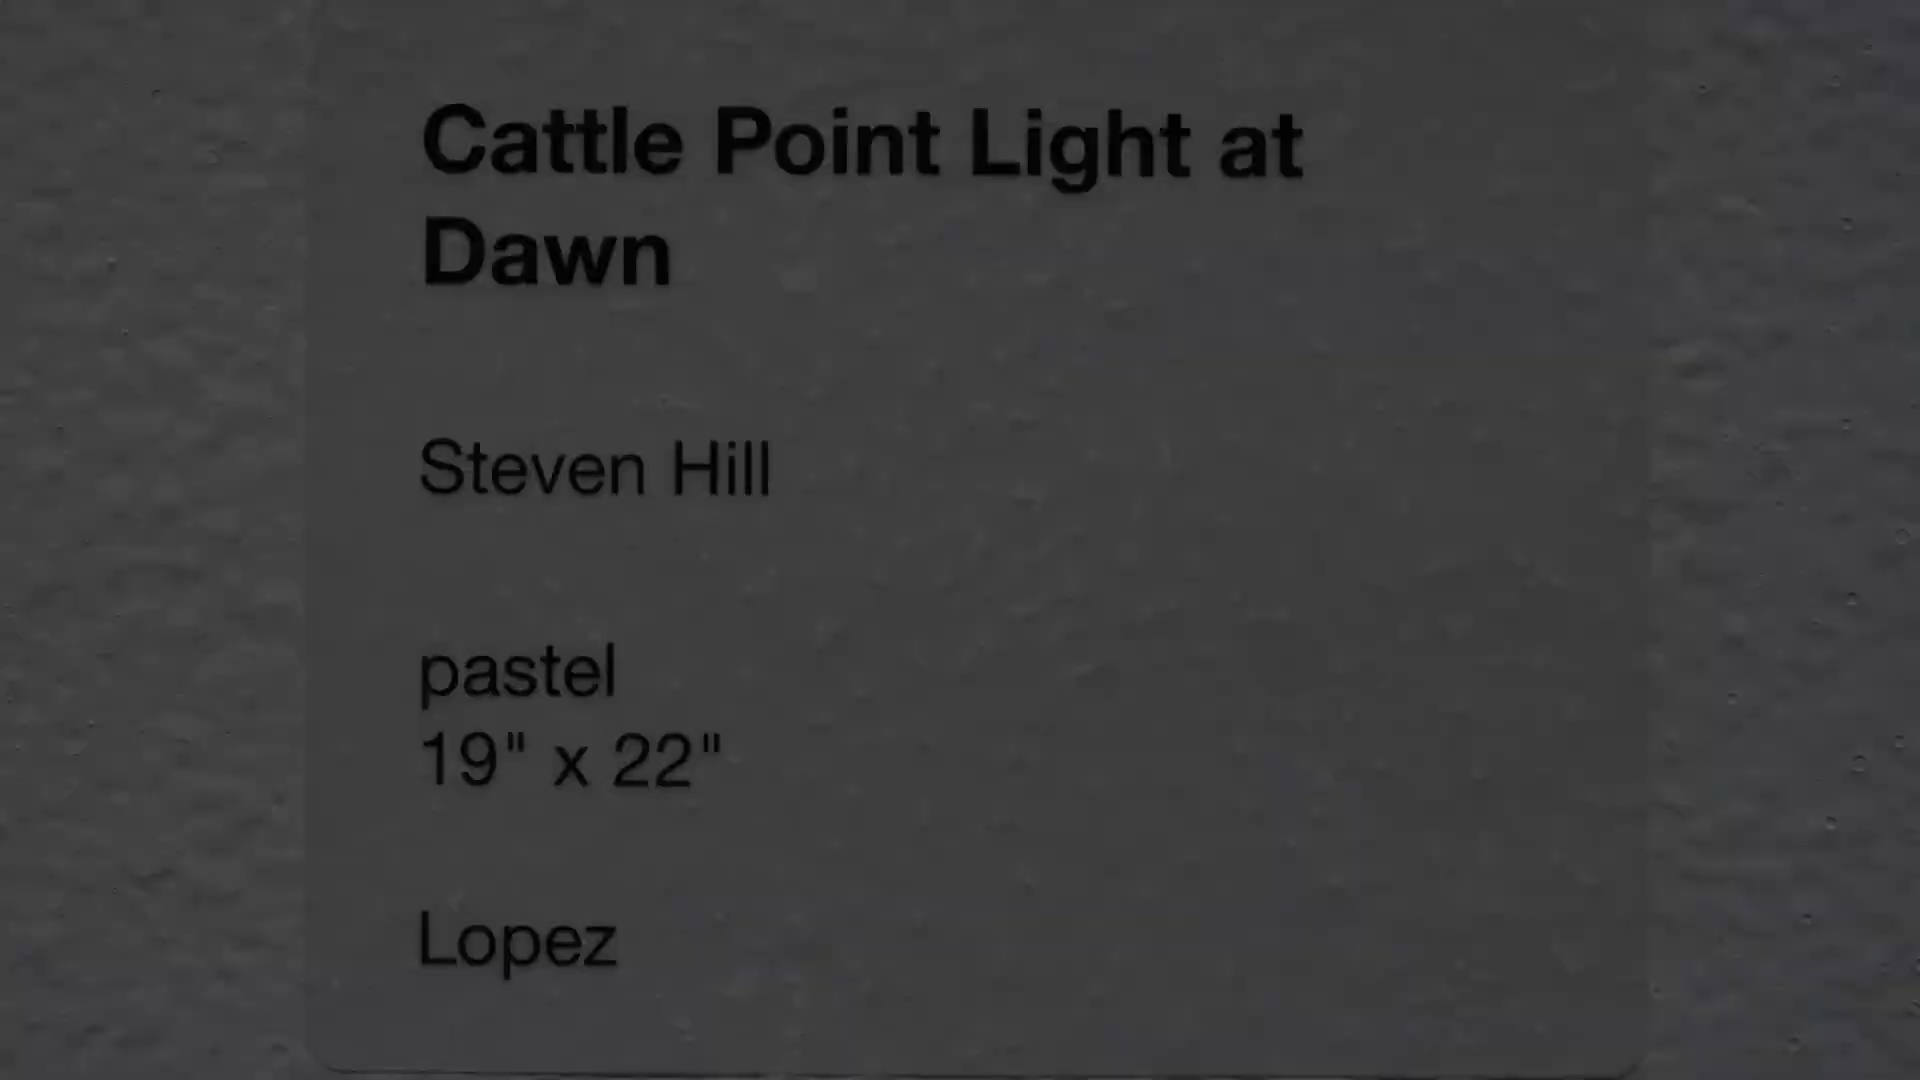 Cattle Point Light at
Dawn
Steven Hill
pastel
19" x 22"
Lopez